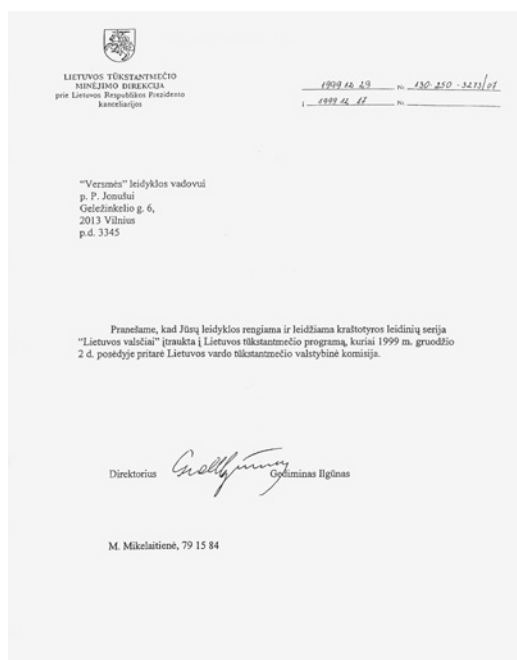 LIETUVOS TŪKSTANTMEČIO
MINĖJIMO DIREKCIJA
prie Lietuvos Respublikos Prezidento
kanceliarijos
1999 12 29 Nr. 130-250-3273/07
Į 1999 12 17 Nr.
"Versmės" leidyklos vadovui
p. P. Jonušui
Geležinkelio g. 6,
2013 Vilnius
p.d. 3345
Pranešame, kad Jūsų leidyklos rengiama ir leidžiama kraštotyros leidinių serija
"Lietuvos valsčiai" įtraukta į Lietuvos tūkstantmečio programą, kuriai 1999 m. gruodžio
2 d. posėdyje pritarė Lietuvos vardo tūkstantmečio valstybinė komisija.
Direktorius Gediminas Ilgūnas
M. Mikelaitienė, 79 15 84